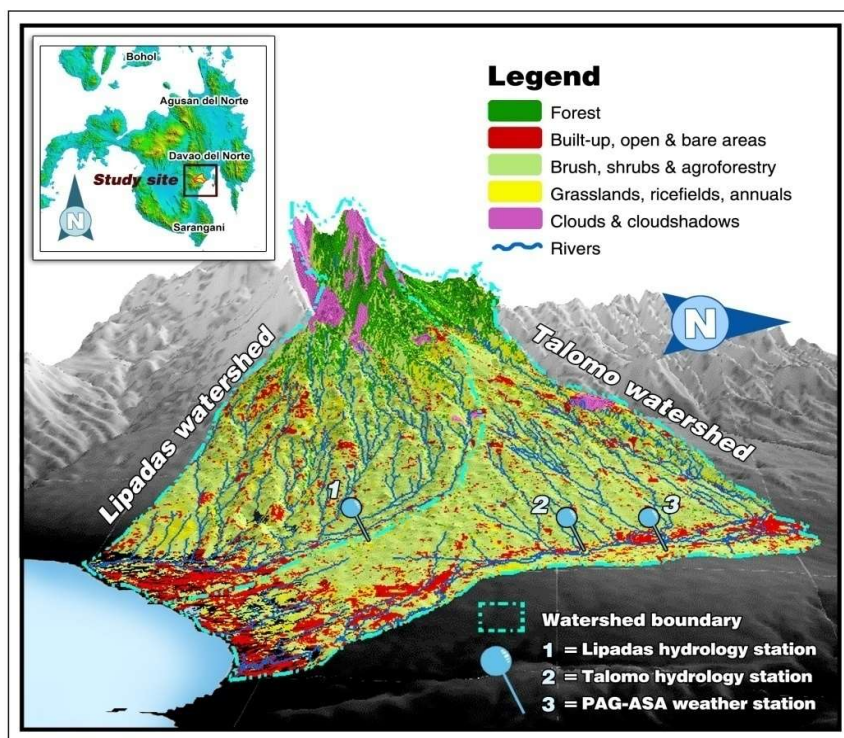 Bohol
Agusan del Norte
Davao del Norte
Study site
N
Sarangani
Legend
Forest
Built-up, open & bare areas
Brush, shrubs & agroforestry
Grasslands, ricefields, annuals
Clouds & cloudshadows
Rivers
N
Lipadas watershed
Talomo watershed
1
2
3
Watershed boundary
1 = Lipadas hydrology station
2 = Talomo hydrology station
3 = PAG-ASA weather station